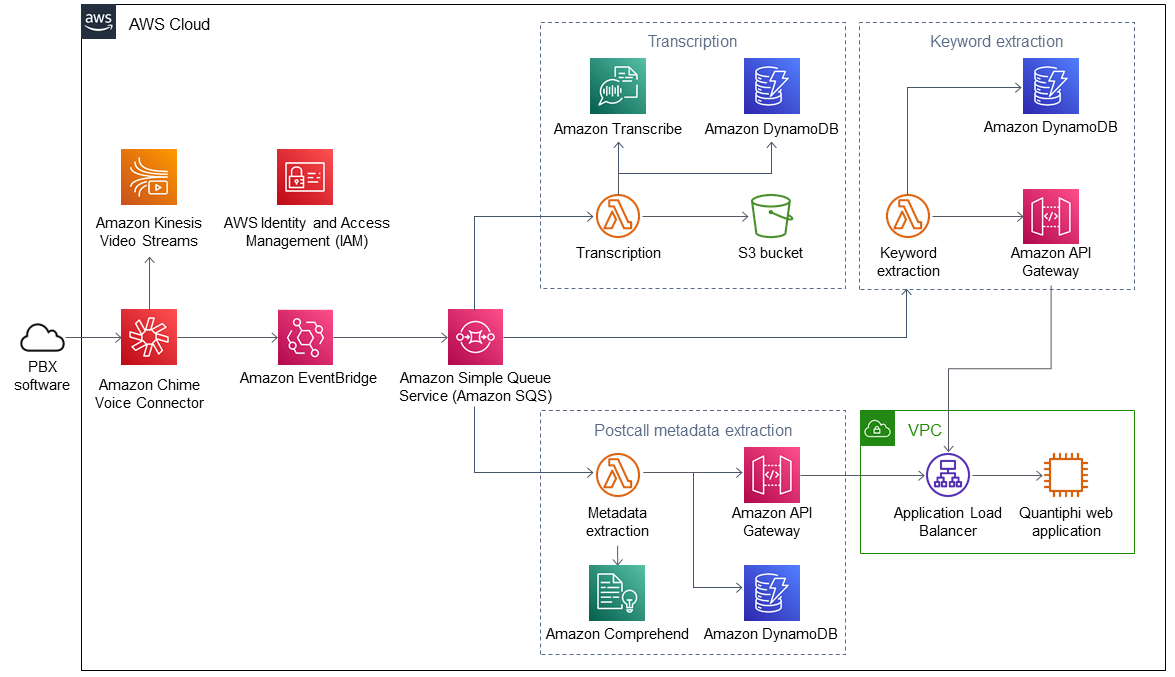 aws
AWS Cloud
Transcription
Amazon Transcribe
Amazon DynamoDB
Transcription
S3 bucket
Keyword extraction
Amazon DynamoDB
Keyword
extraction
Amazon API
Gateway
Amazon Kinesis
Video Streams
AWS Identity and Access
Management (IAM)
PBX
software
Amazon Chime
Voice Connector
Amazon EventBridge
Amazon Simple Queue
Service (Amazon SQS)
Postcall metadata extraction
Metadata
extraction
Amazon API
Gateway
Amazon Comprehend
Amazon DynamoDB
VPC
Application Load
Balancer
Quantiphi web
application